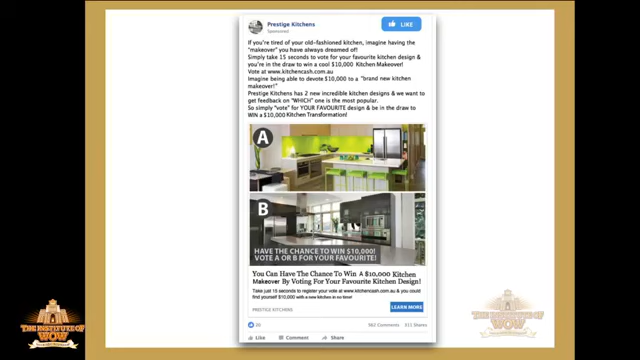 Prestige Kitchens
Sponsored
LIKE
If you're tired of your old-fashioned kitchen, imagine having the
"makeover" you have always dreamed of!
Simply take 15 seconds to vote for your favourite kitchen design &
you're in the draw to win a cool $10,000 Kitchen Makeover!
Vote at www.kitchencash.com.au
Imagine being able to devote $10,000 to a "brand new kitchen
makeover!"
Prestige Kitchens has 2 new incredible kitchen designs & we want to
get feedback on "WHICH" one is the most popular.
So simply "vote" for YOUR FAVOURITE design & be in the draw to
WIN a $10,000 Kitchen Transformation!
A
B
HAVE THE CHANCE TO WIN $10,000!
VOTE A OR B FOR YOUR FAVOURITE!
You Can Have The Chance To Win A $10,000 Kitchen
Makeover By Voting For Your Favourite Kitchen Design!
Take just 15 seconds to register your vote at www.kitchencash.com.au & you could
find yourself $10,000 with a new kitchen in no time!
PRESTIGE KITCHENS
LEARN MORE
562 Comments 311 Shares
Like Comment Share
THE INSTITUTE OF
WOW
THE INSTITUTE OF
WOW